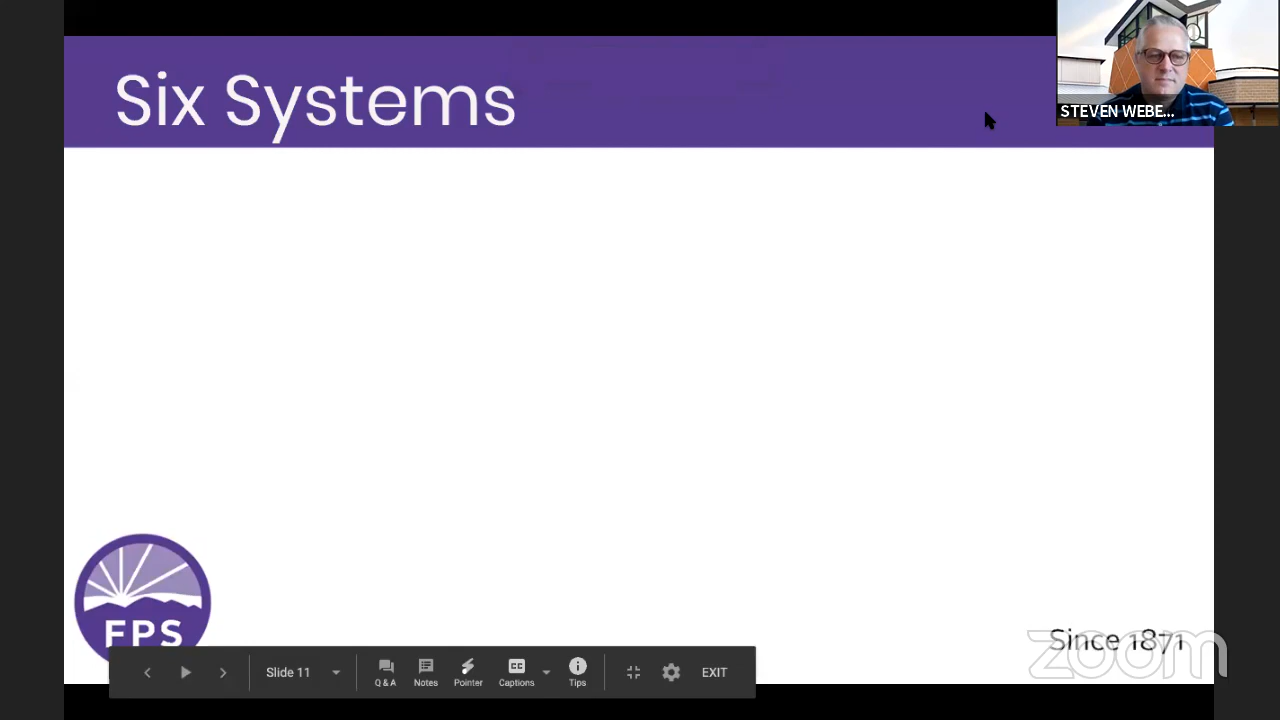 Six Systems
STEVEN WEBE...
FPS
Since 1871
zoom
Slide 11
Q & A
Notes
Pointer
Captions
Tips
EXIT